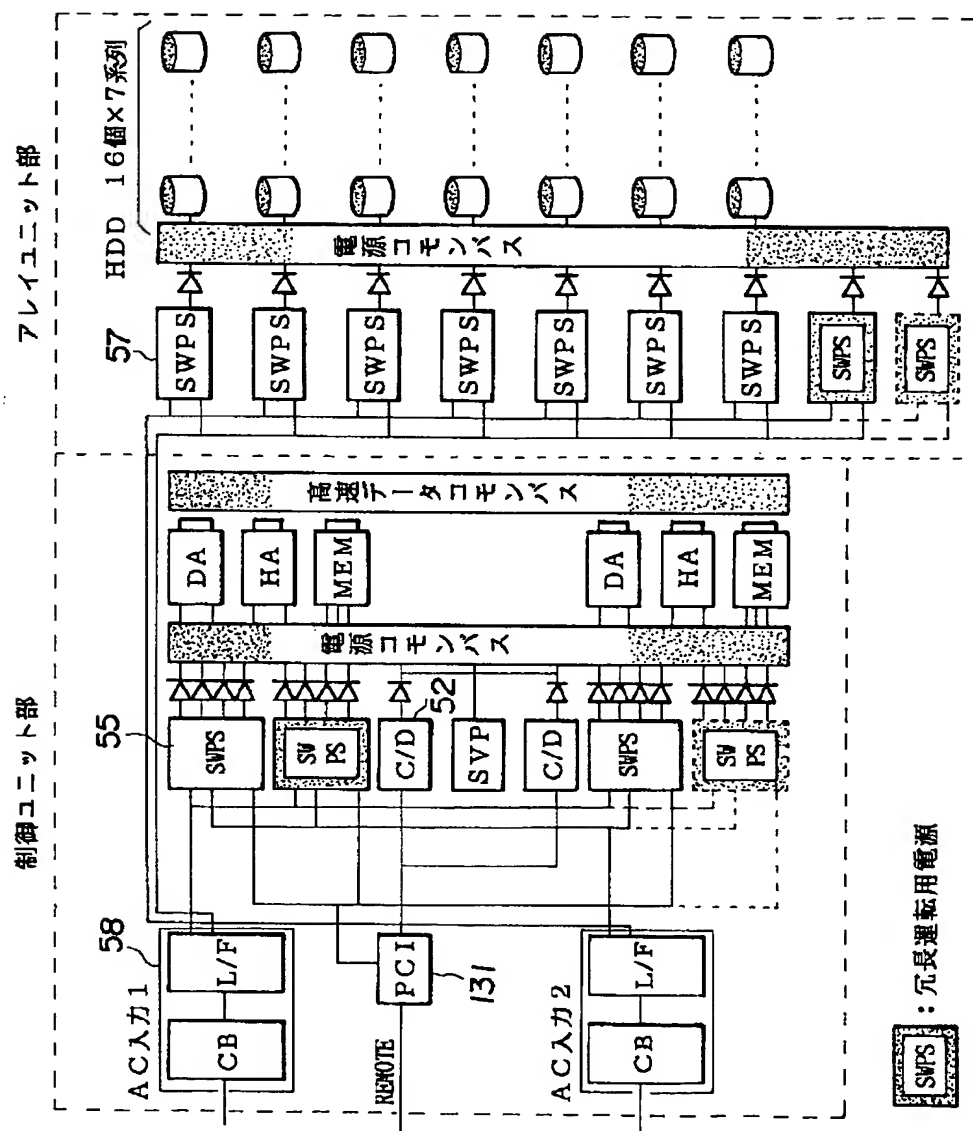 アレイユニット部
HDD 16個×7系列
57
SWPS
SWPS
SWPS
SWPS
SWPS
SWPS
SWPS
SWPS
SWPS
電源コモンバス
制御ユニット部
高速データコモンバス
DA
HA
MEM
DA
HA
MEM
電源コモンバス
55
SWPS
SW
PS
C/D
52
SVP
C/D
SWPS
SW
PS
58
AC入力1
CB
L/F
REMOTE
PCI
131
AC入力2
CB
L/F
SWPS
:冗長運転用電源